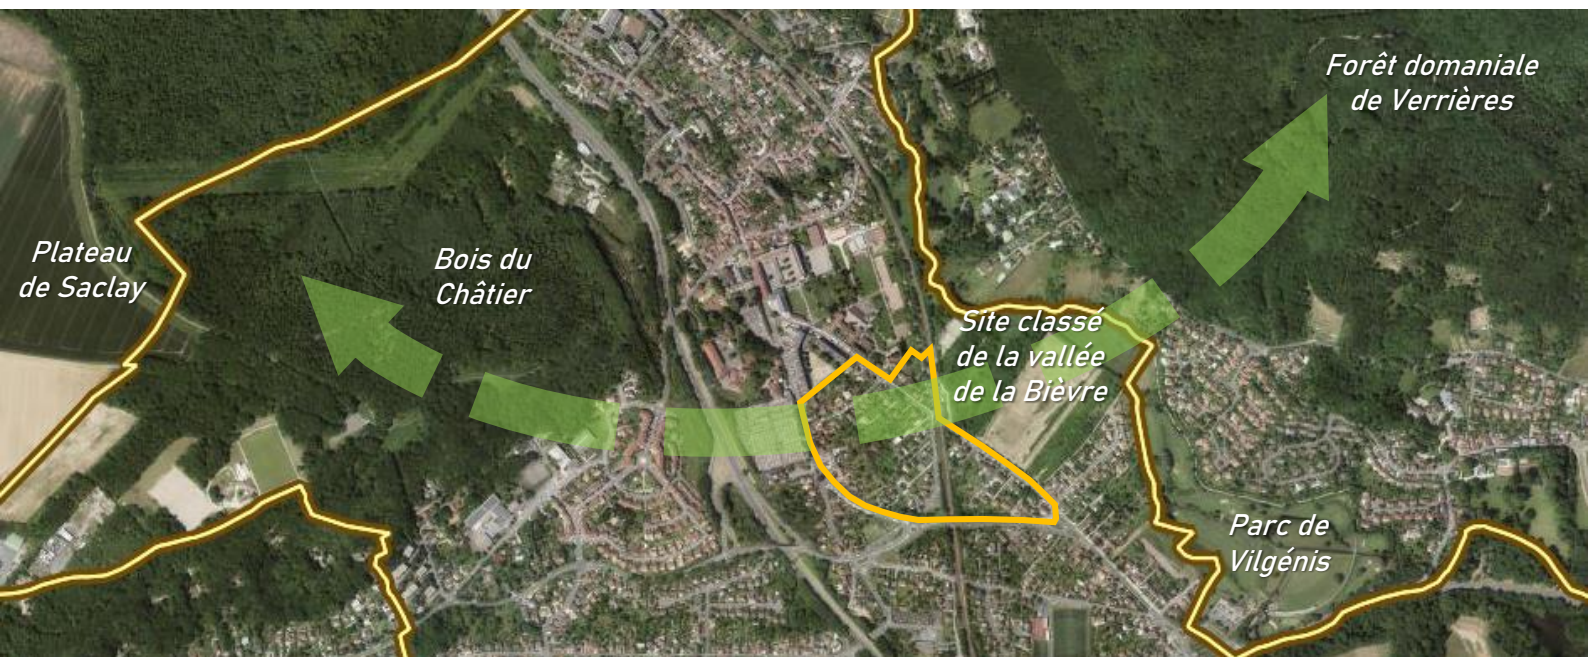 Forêt domaniale
de Verrières
Plateau
de Saclay
Bois du
Châtier
Site classé
de la vallée
de la Bièvre
Parc de
Vilgénis